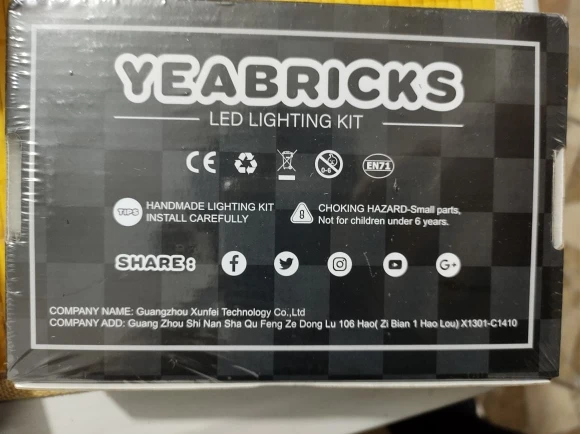 YEABRICKS
LED LIGHTING KIT
CE
0-6
EN71
TIPS
HANDMADE LIGHTING KIT
INSTALL CAREFULLY
CHOKING HAZARD-Small parts,
Not for children under 6 years.
SHARE:
f
G+
COMPANY NAME: Guangzhou Xunfei Technology Co.,Ltd
COMPANY ADD: Guang Zhou Shi Nan Sha Qu Feng Ze Dong Lu 106 Hao( Zi Bian 1 Hao Lou) X1301-C1410